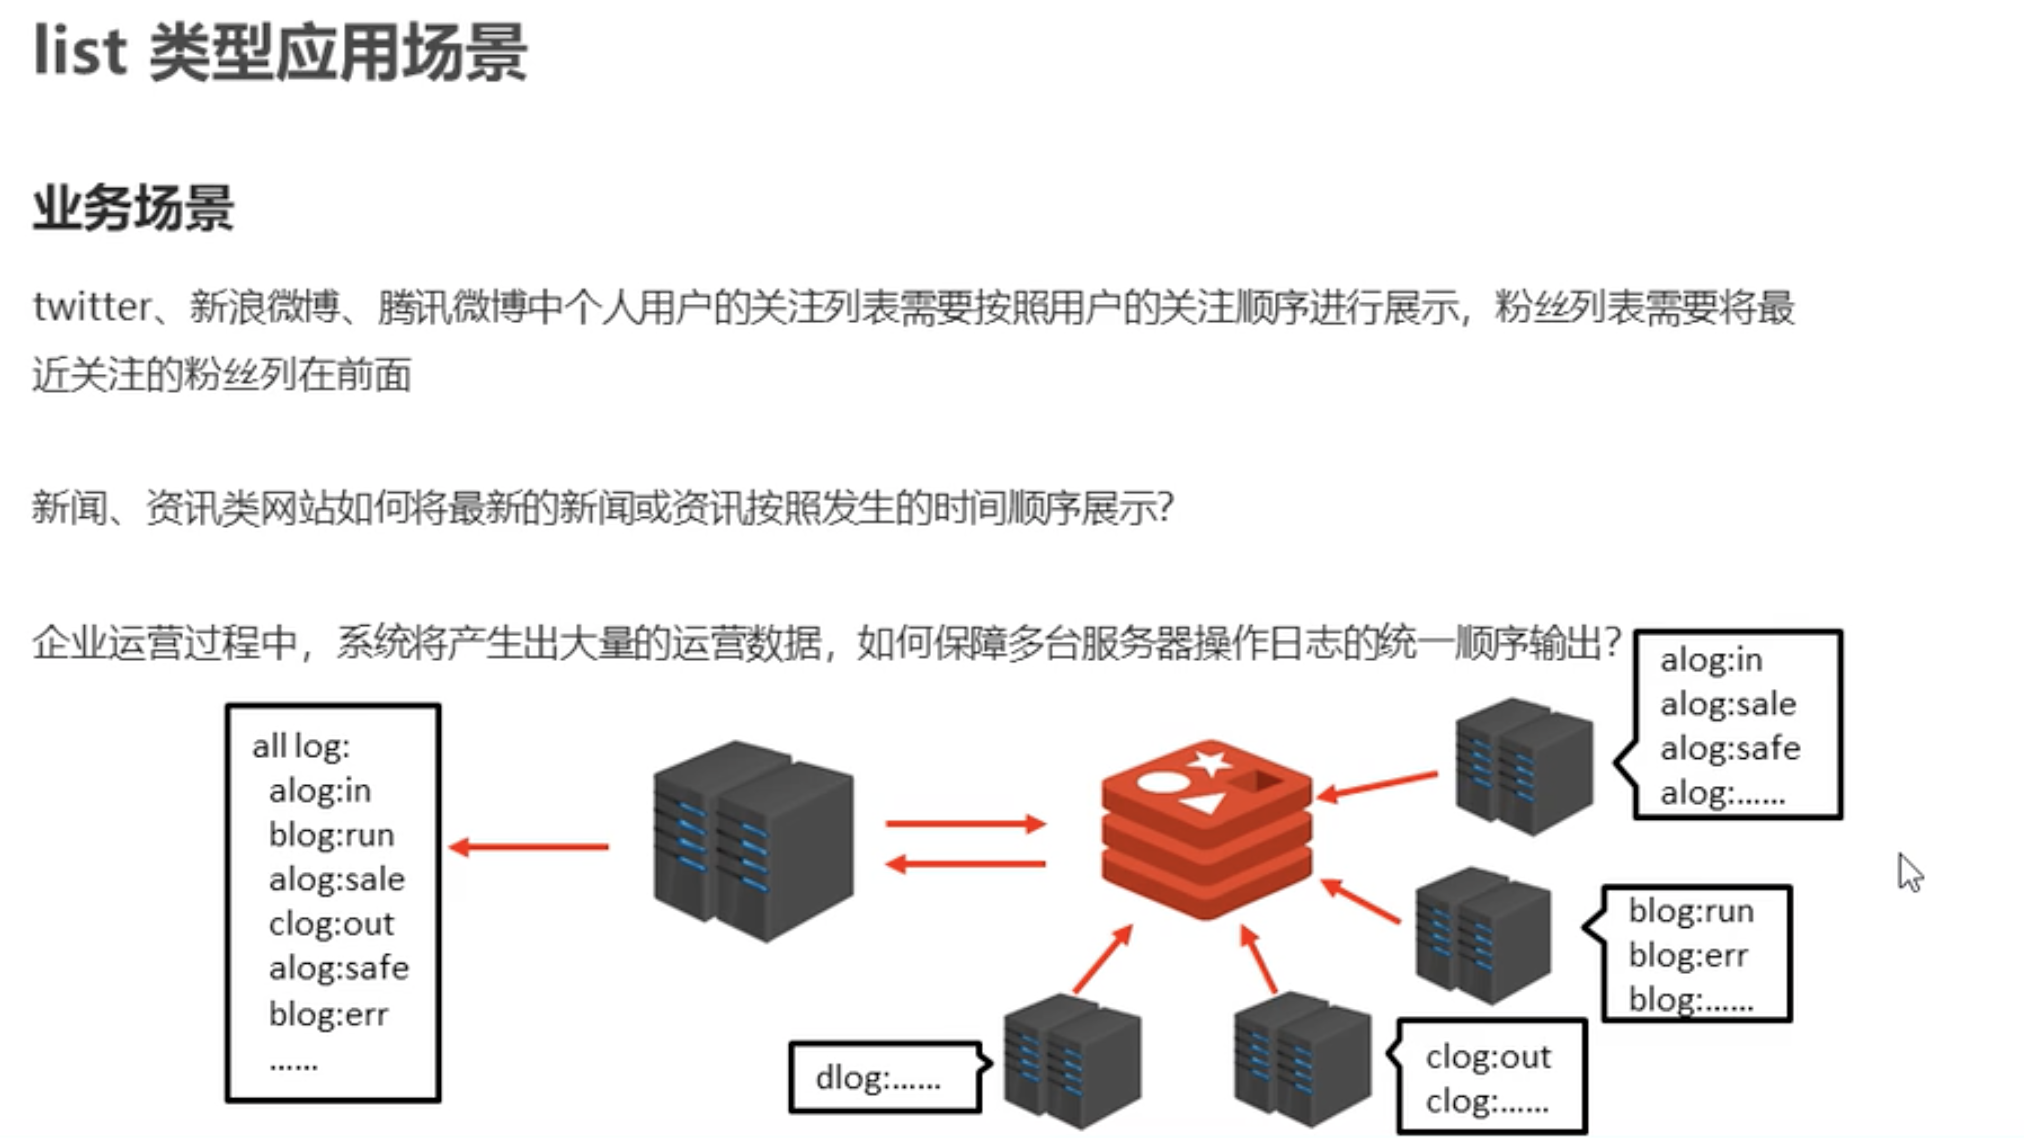 list 类型应用场景
业务场景
twitter、新浪微博、腾讯微博中个人用户的关注列表需要按照用户的关注顺序进行展示，粉丝列表需要将最
近关注的粉丝列在前面
新闻、资讯类网站如何将最新的新闻或资讯按照发生的时间顺序展示?
企业运营过程中，系统将产生出大量的运营数据，如何保障多台服务器操作日志的统一顺序输出?
all log:
alog:in
blog:run
alog:sale
clog:out
alog:safe
blog:err
......
alog:in
alog:sale
alog:safe
alog:......
blog:run
blog:err
blog:......
dlog:......
clog:out
clog:......